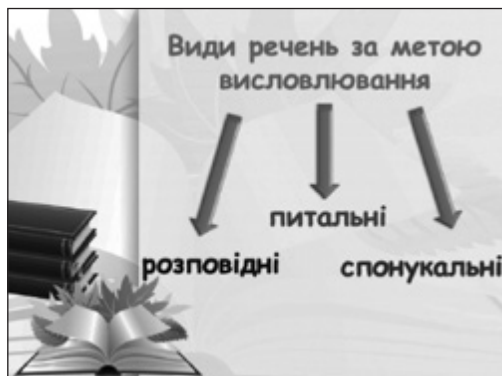 Види речень за метою
висловлювання
питальні
розповідні
спонукальні